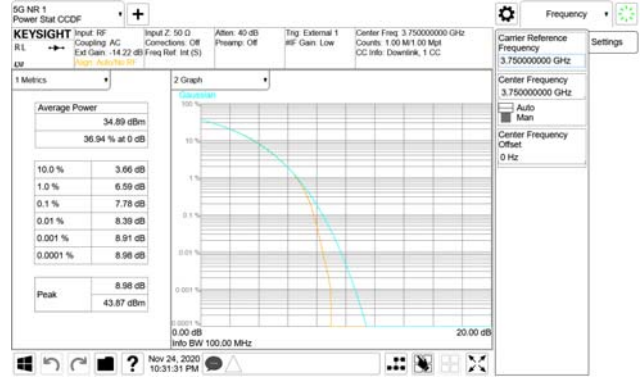 5G NR 1
Power Stat CCDF
KEYSIGHT
RL
Input: RF
Coupling: AC
Ext Gain: -14.22 dB
Align: Auto/No RF
Input Z: 50 Ω
Corrections: Off
Freq Ref: Int (S)
Atten: 40 dB
Preamp: Off
Trig: External 1
#IF Gain: Low
Center Freq: 3.750000000 GHz
Counts: 1.00 M/1.00 Mpt
CC Info: Downlink, 1 CC
1 Metrics
Average Power
34.89 dBm
36.94 % at 0 dB
10.0 % 3.66 dB
1.0 % 6.59 dB
0.1 % 7.78 dB
0.01 % 8.39 dB
0.001 % 8.91 dB
0.0001 % 8.98 dB
Peak
8.98 dB
43.87 dBm
2 Graph
Gaussian
100 %
10 %
1 %
0.1 %
0.01 %
0.001 %
0.0001 %
0.00 dB 20.00 dB
Info BW 100.00 MHz
Frequency
Settings
Carrier Reference
Frequency
3.750000000 GHz
Center Frequency
3.750000000 GHz
Auto
Man
Center Frequency
Offset
0 Hz
Nov 24, 2020
10:31:31 PM